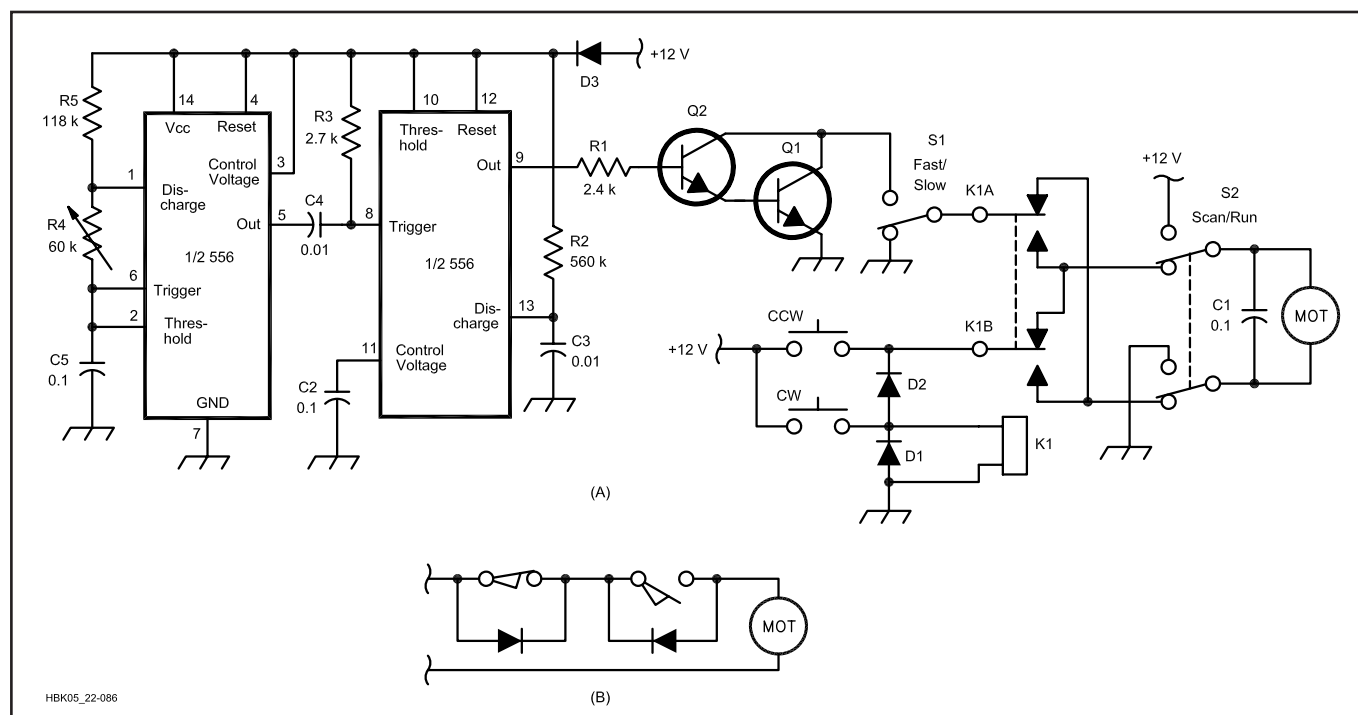 +12 V
D3
R5
118 k
14
4
Vcc
Reset
R3
2.7 k
10
12
Thres-
hold
Reset
Q2
Q1
S1
Fast/
Slow
K1A
+12 V
S2
Scan/Run
Control
Voltage
3
Out
9
R1
2.4 k
1
Dis-
charge
R4
60 k
Out
5
C4
0.01
8
Trigger
R2
560 k
1/2 556
1/2 556
6
Trigger
2
Thres-
hold
Dis-
charge
13
C3
0.01
C1
0.1
MOT
C5
0.1
11
Control
Voltage
C2
0.1
GND
7
+12 V
CCW
K1B
D2
CW
D1
K1
(A)
MOT
(B)
HBK05_22-086